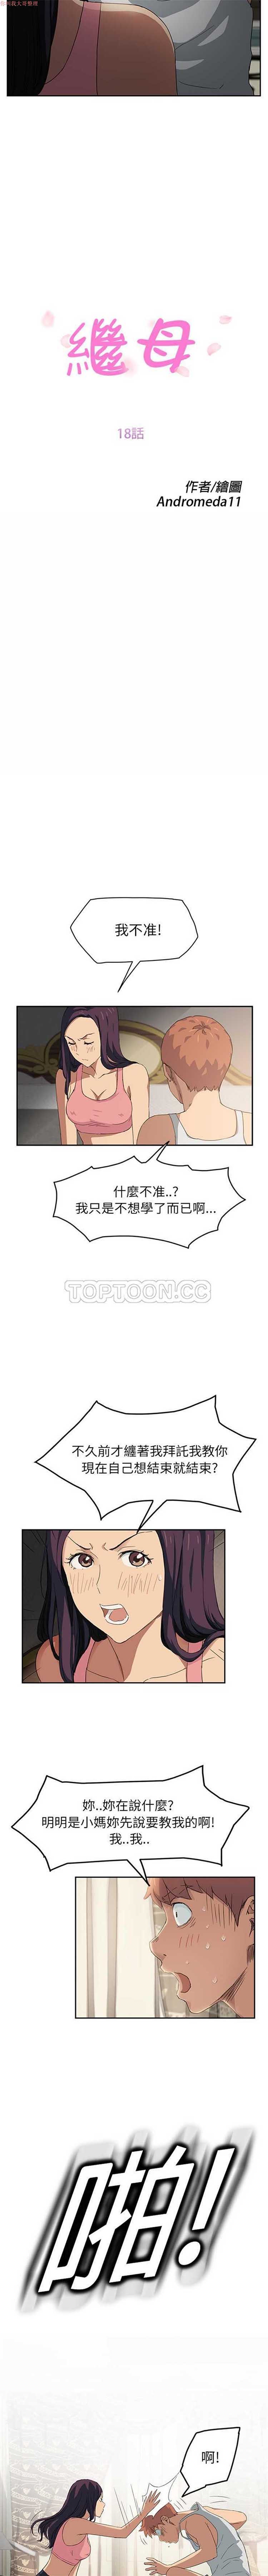 繼母
18話
作者/繪圖
Andromeda11
我不准!
什麼不准..?
我只是不想學了而已啊...
TOPTOON.CC
不久前才纏著我拜託我教你
現在自己想結束就結束?
妳..妳在說什麼?
明明是小媽妳先說要教我的啊!
我..我..
啪!
啊!